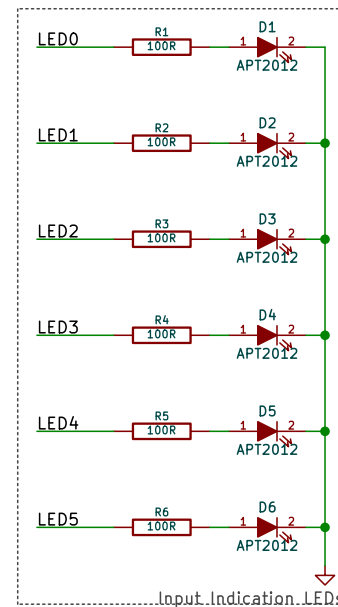 D1
LED0 R1 100R 1 2
APT2012
D2
LED1 R2 100R 1 2
APT2012
D3
LED2 R3 100R 1 2
APT2012
D4
LED3 R4 100R 1 2
APT2012
D5
LED4 R5 100R 1 2
APT2012
D6
LED5 R6 100R 1 2
APT2012
Input Indication LEDs